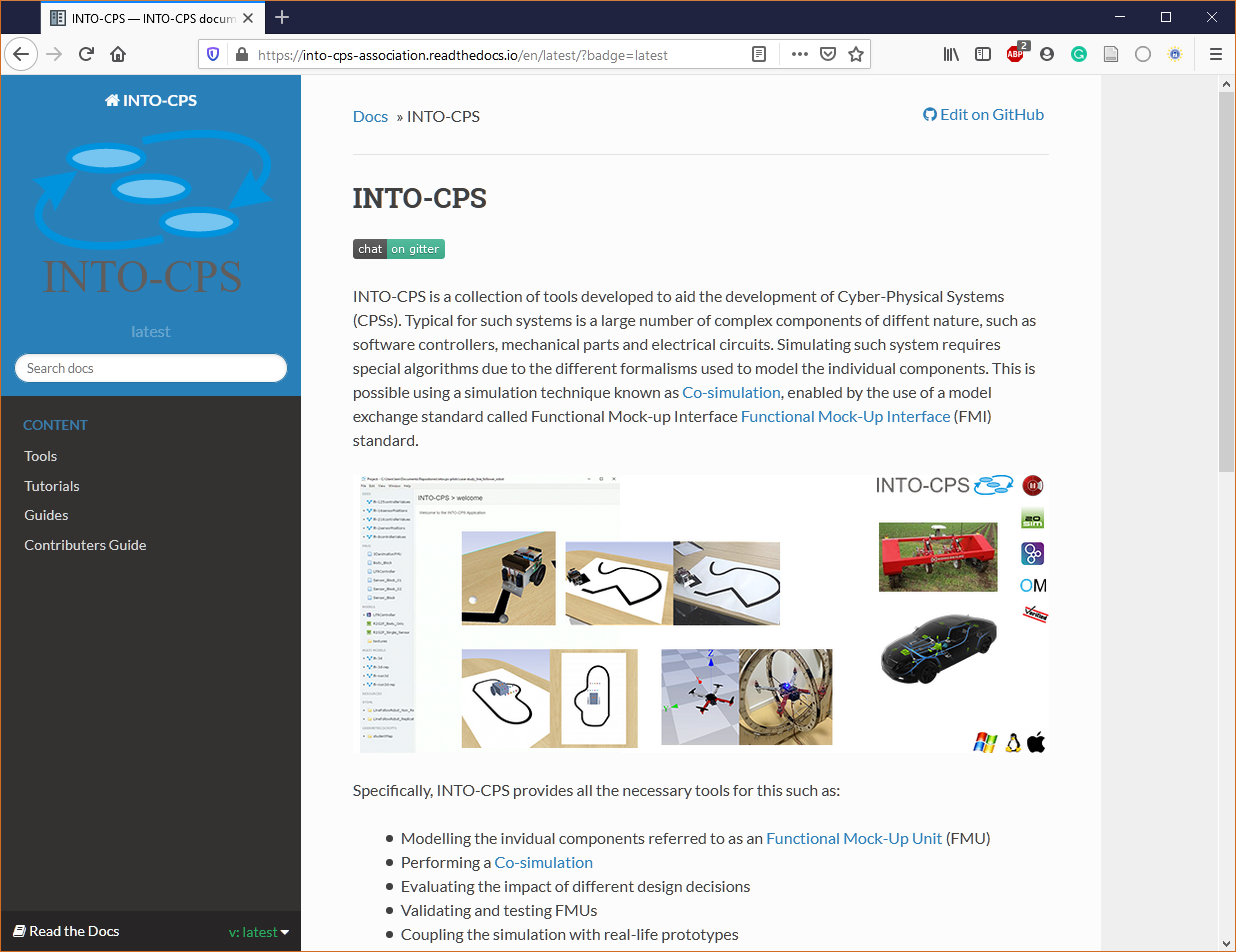 INTO-CPS — INTO-CPS docum
https://into-cps-association.readthedocs.io/en/latest/?badge=latest
ABP
2
INTO-CPS
INTO-CPS
latest
Search docs
CONTENT
Tools
Tutorials
Guides
Contributers Guide
Read the Docs
v: latest
Docs » INTO-CPS
Edit on GitHub
INTO-CPS
chat on gitter
INTO-CPS is a collection of tools developed to aid the development of Cyber-Physical Systems
(CPSs). Typical for such systems is a large number of complex components of diffent nature, such as
software controllers, mechanical parts and electrical circuits. Simulating such system requires
special algorithms due to the different formalisms used to model the individual components. This is
possible using a simulation technique known as Co-simulation, enabled by the use of a model
exchange standard called Functional Mock-up Interface Functional Mock-Up Interface (FMI)
standard.
INTO-CPS > welcome
Welcome to the INTO-CPS Application
INTO-CPS
20
SIM
OM
Verified
Z
Y
Specifically, INTO-CPS provides all the necessary tools for this such as:
Modelling the invidual components referred to as an Functional Mock-Up Unit (FMU)
Performing a Co-simulation
Evaluating the impact of different design decisions
Validating and testing FMUs
Coupling the simulation with real-life prototypes